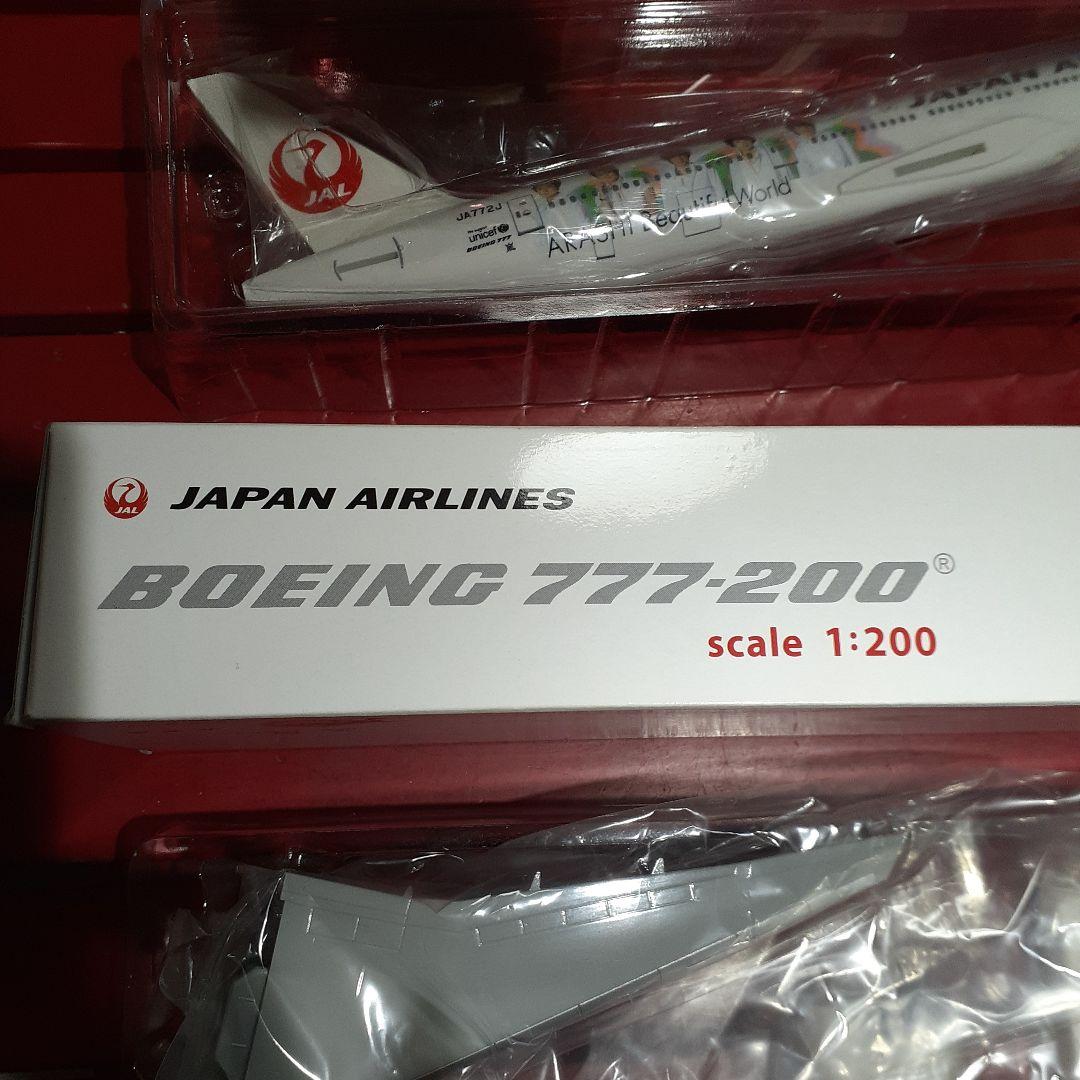 JAPAN A
JAL
JA772J
unicef
BOEING 777
ARASHI Beautiful World
JAL
JAPAN AIRLINES
BOEING 777-200®
scale 1:200